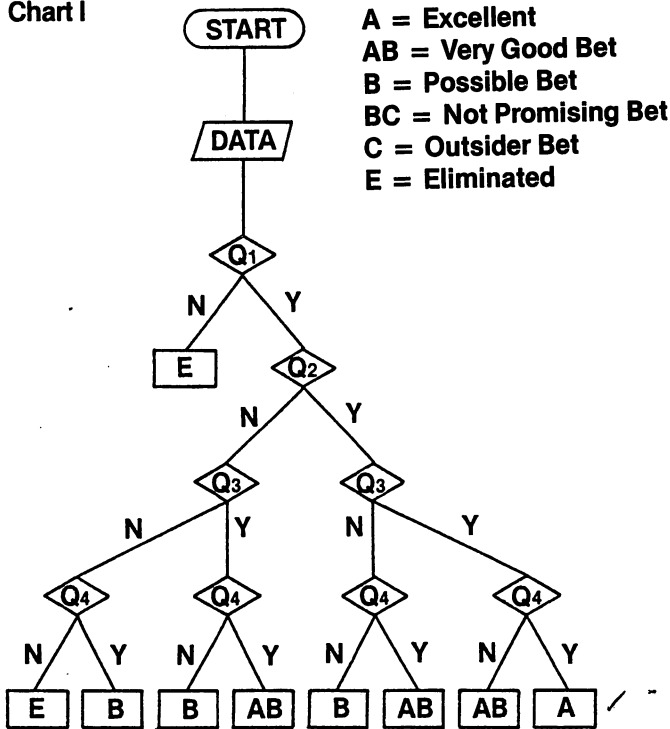 Chart I
START
A = Excellent
AB = Very Good Bet
B = Possible Bet
BC = Not Promising Bet
C = Outsider Bet
E = Eliminated
DATA
Q1
N Y
E Q2
N Y
Q3 Q3
N Y N Y
Q4 Q4 Q4 Q4
N Y N Y N Y N Y
E B B AB B AB AB A